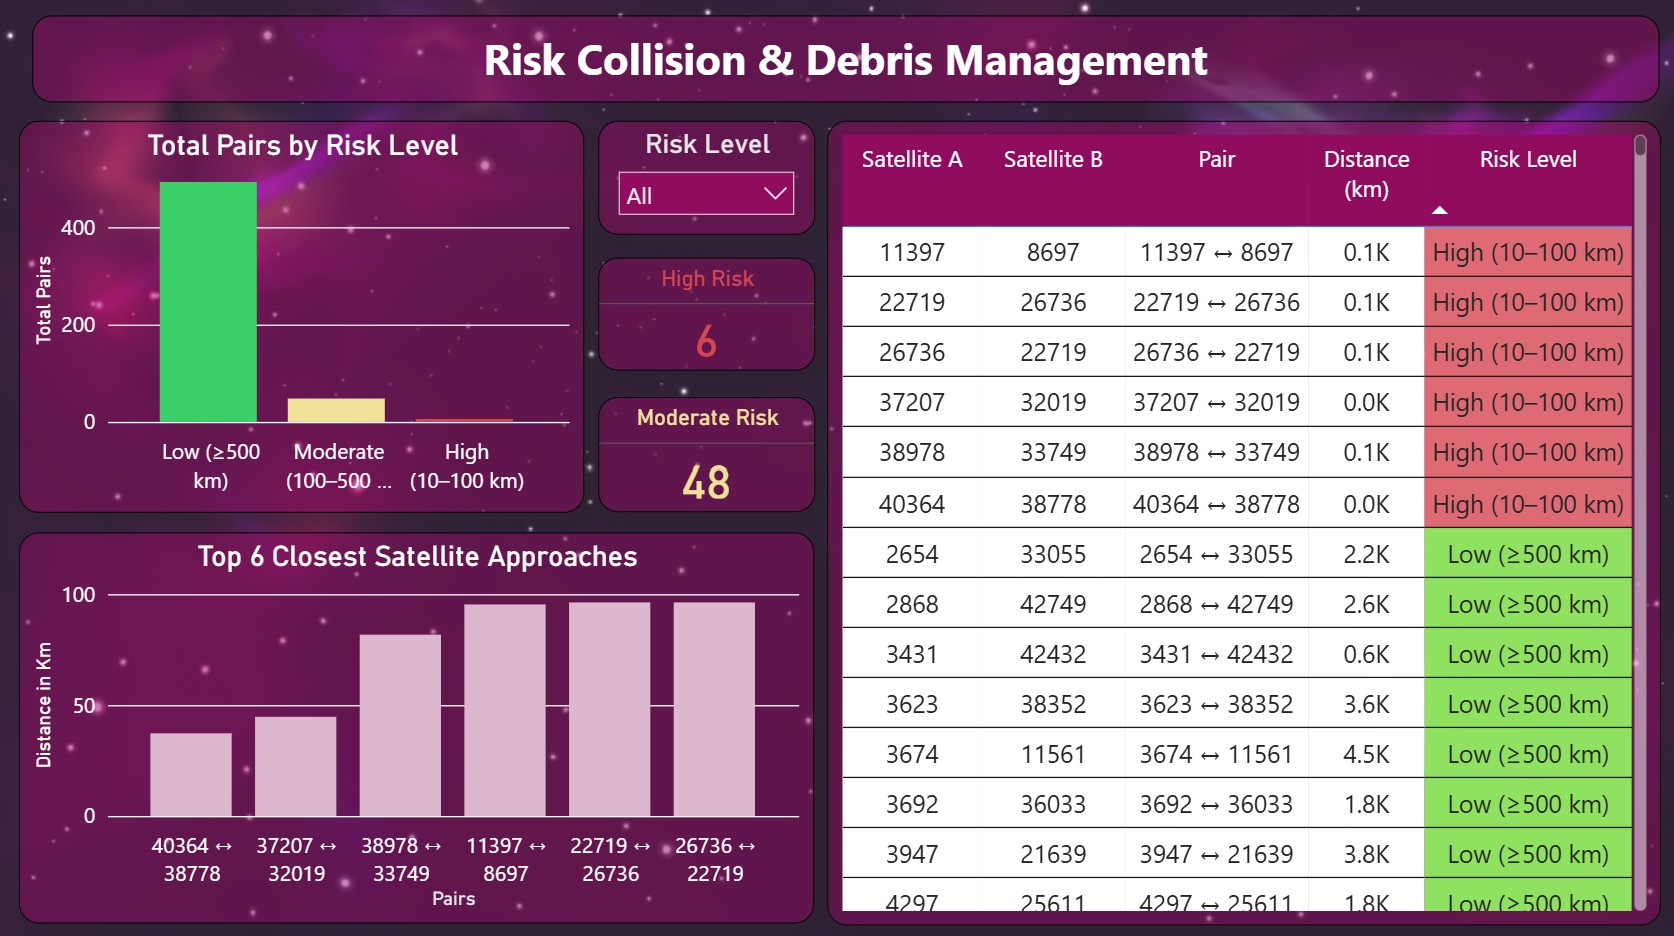 Risk Collision & Debris Management
Total Pairs by Risk Level
Total Pairs
400
200
0
Low (≥500
km)
Moderate
(100–500 ...
High
(10–100 km)
Risk Level
All
High Risk
6
Moderate Risk
48
Top 6 Closest Satellite Approaches
Distance in Km
100
50
0
40364 ↔
38778
37207 ↔
32019
38978 ↔
33749
11397 ↔
8697
22719 ↔
26736
26736 ↔
22719
Pairs
Satellite A Satellite B Pair Distance Risk Level
(km)
11397 8697 11397 ↔ 8697 0.1K High (10–100 km)
22719 26736 22719 ↔ 26736 0.1K High (10–100 km)
26736 22719 26736 ↔ 22719 0.1K High (10–100 km)
37207 32019 37207 ↔ 32019 0.0K High (10–100 km)
38978 33749 38978 ↔ 33749 0.1K High (10–100 km)
40364 38778 40364 ↔ 38778 0.0K High (10–100 km)
2654 33055 2654 ↔ 33055 2.2K Low (≥500 km)
2868 42749 2868 ↔ 42749 2.6K Low (≥500 km)
3431 42432 3431 ↔ 42432 0.6K Low (≥500 km)
3623 38352 3623 ↔ 38352 3.6K Low (≥500 km)
3674 11561 3674 ↔ 11561 4.5K Low (≥500 km)
3692 36033 3692 ↔ 36033 1.8K Low (≥500 km)
3947 21639 3947 ↔ 21639 3.8K Low (≥500 km)
4297 25611 4297 ↔ 25611 1.8K Low (≥500 km)